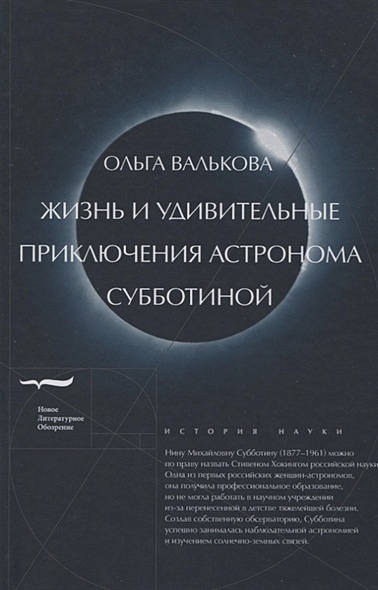 ОЛЬГА ВАЛЬКОВА
ЖИЗНЬ И УДИВИТЕЛЬНЫЕ
ПРИКЛЮЧЕНИЯ АСТРОНОМА
СУББОТИНОЙ
Новое
Литературное
Обозрение
ИСТОРИЯ НАУКИ
Нину Михайловну Субботину (1877–1961) можно
по праву назвать Стивеном Хокингом российской науки.
Одна из первых российских женщин-астрономов,
она получила профессиональное образование,
но не могла работать в научном учреждении
из-за перенесенной в детстве тяжелейшей болезни.
Создав собственную обсерваторию, Субботина
успешно занималась наблюдательной астрономией
и изучением солнечно-земных связей.